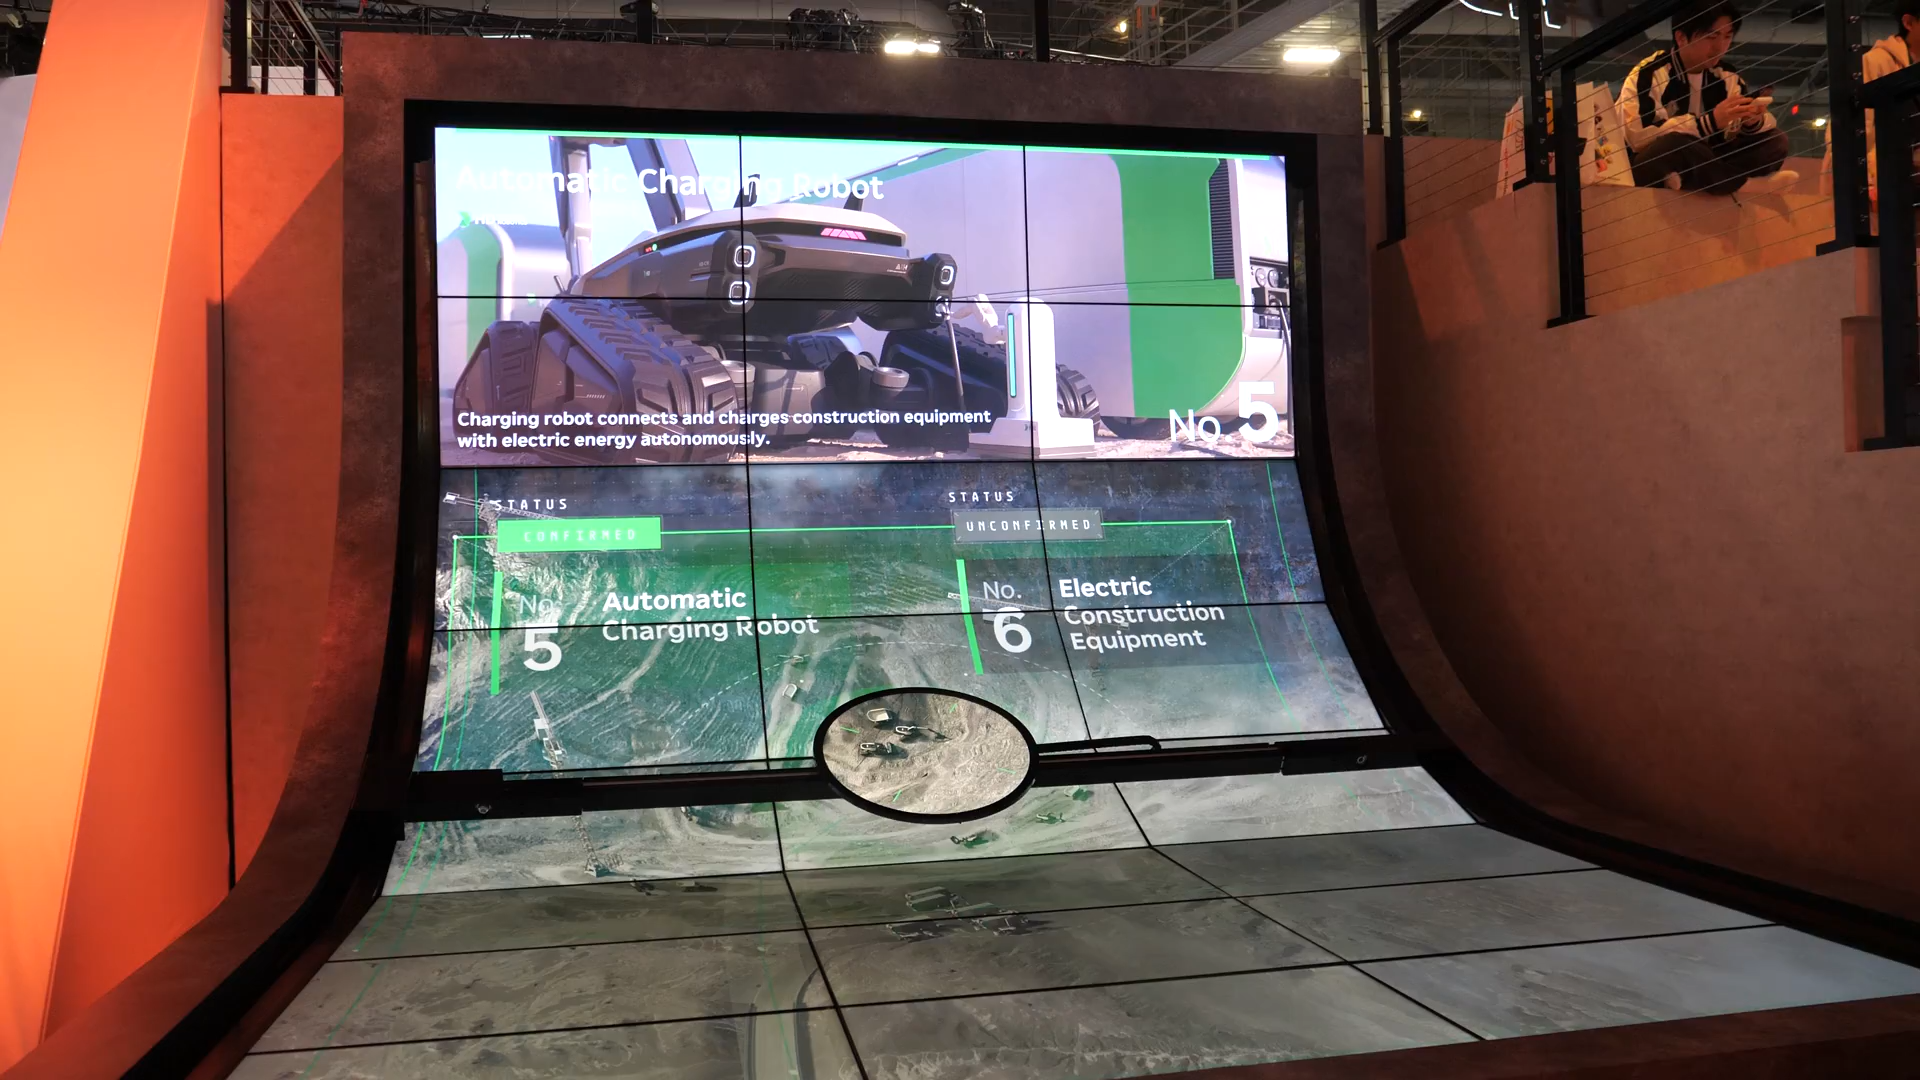 Automatic Charging Robot
Charging robot connects and charges construction equipment
with electric energy autonomously.
No. 5
STATUS
CONFIRMED
No.
5
Automatic
Charging Robot
STATUS
UNCONFIRMED
No.
6
Electric
Construction
Equipment